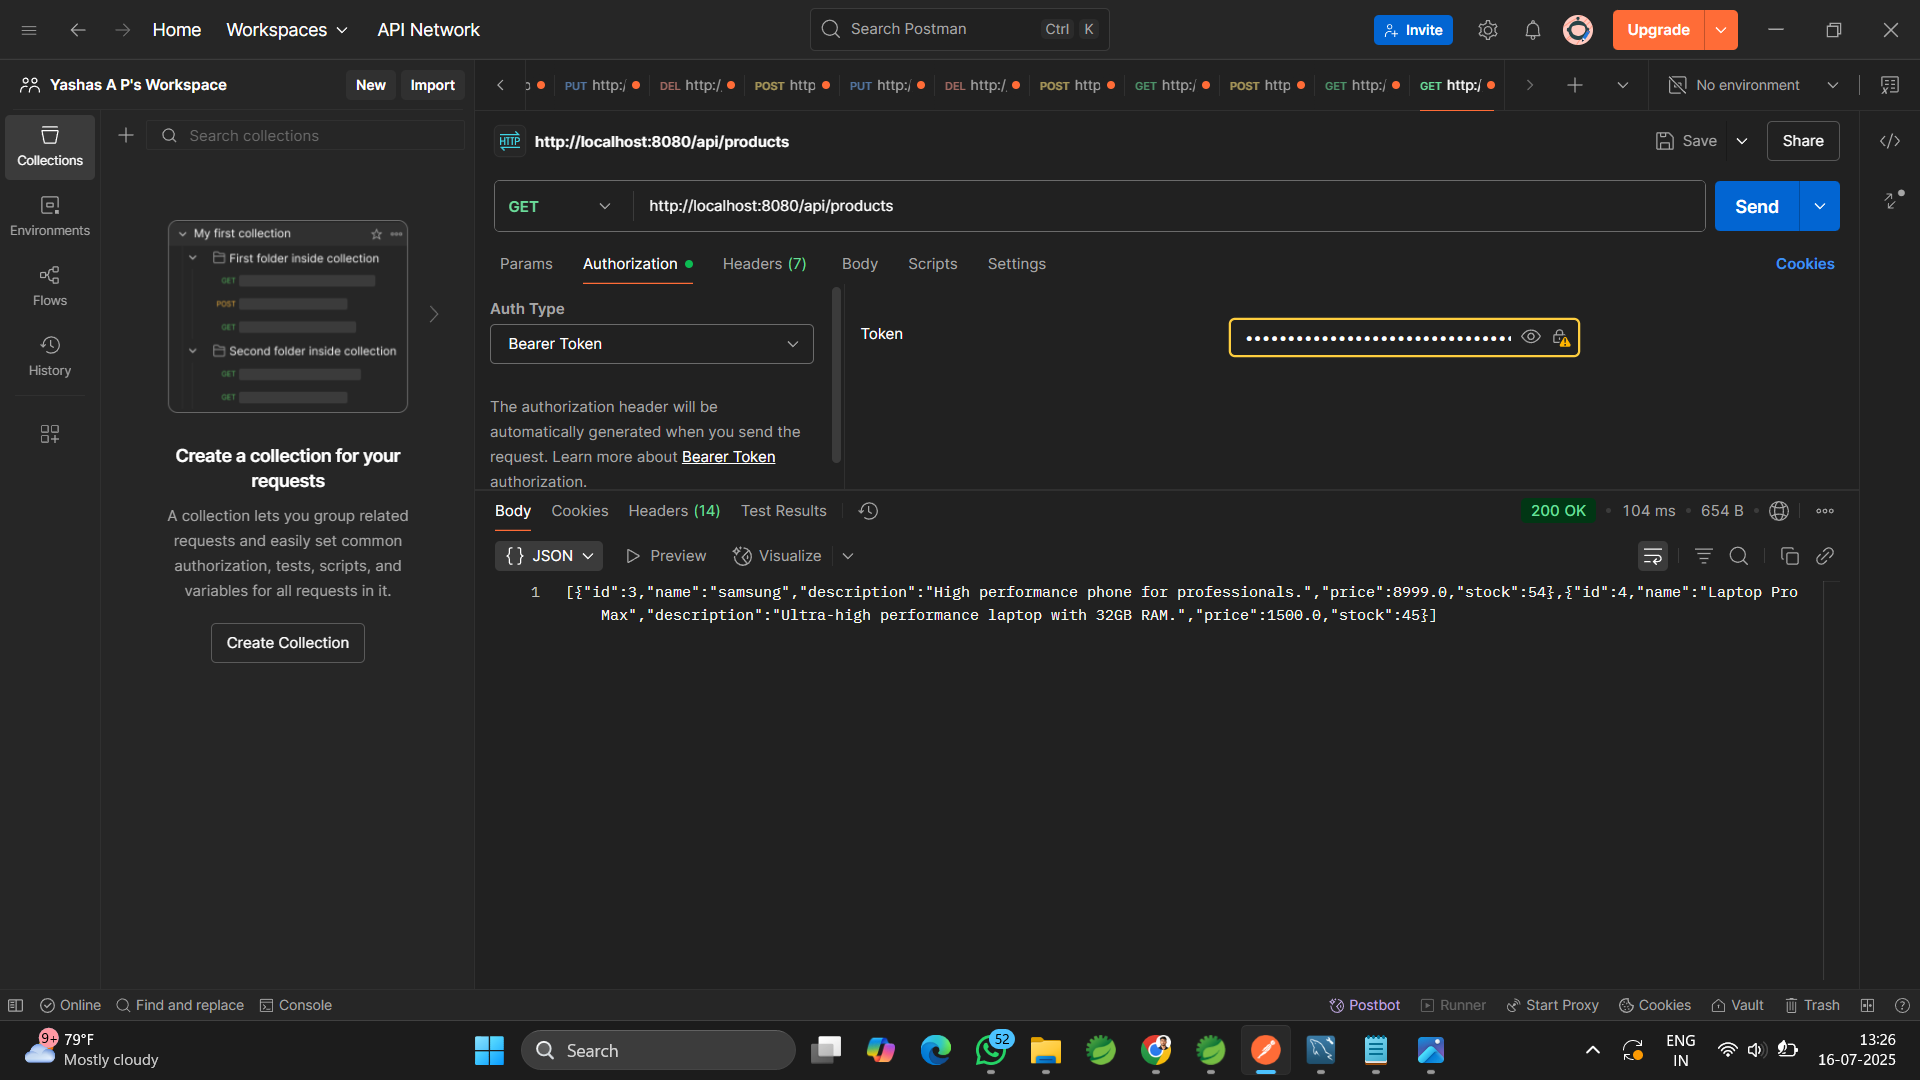 Home
Workspaces
API Network
Search Postman
Ctrl
K
Invite
Upgrade
Yashas A P's Workspace
New
Import
PUT http:/
DEL http:/
POST http
PUT http:/
DEL http:/
POST http
GET http:/
POST http
GET http:/
GET http:/
No environment
Collections
Search collections
HTTP
http://localhost:8080/api/products
Save
Share
GET
http://localhost:8080/api/products
Send
Environments
Flows
History
My first collection
First folder inside collection
GET
POST
GET
Second folder inside collection
GET
GET
Create a collection for your
requests
A collection lets you group related
requests and easily set common
authorization, tests, scripts, and
variables for all requests in it.
Create Collection
Params
Authorization
Headers (7)
Body
Scripts
Settings
Cookies
Auth Type
Bearer Token
The authorization header will be
automatically generated when you send the
request. Learn more about Bearer Token
authorization.
Token
Body
Cookies
Headers (14)
Test Results
200 OK
104 ms
654 B
{} JSON
Preview
Visualize
1
[{"id":3,"name":"samsung","description":"High performance phone for professionals.","price":8999.0,"stock":54},{"id":4,"name":"Laptop Pro
Max","description":"Ultra-high performance laptop with 32GB RAM.","price":1500.0,"stock":45}]
Online
Find and replace
Console
Postbot
Runner
Start Proxy
Cookies
Vault
Trash
9+
79°F
Mostly cloudy
Search
52
ENG
IN
13:26
16-07-2025